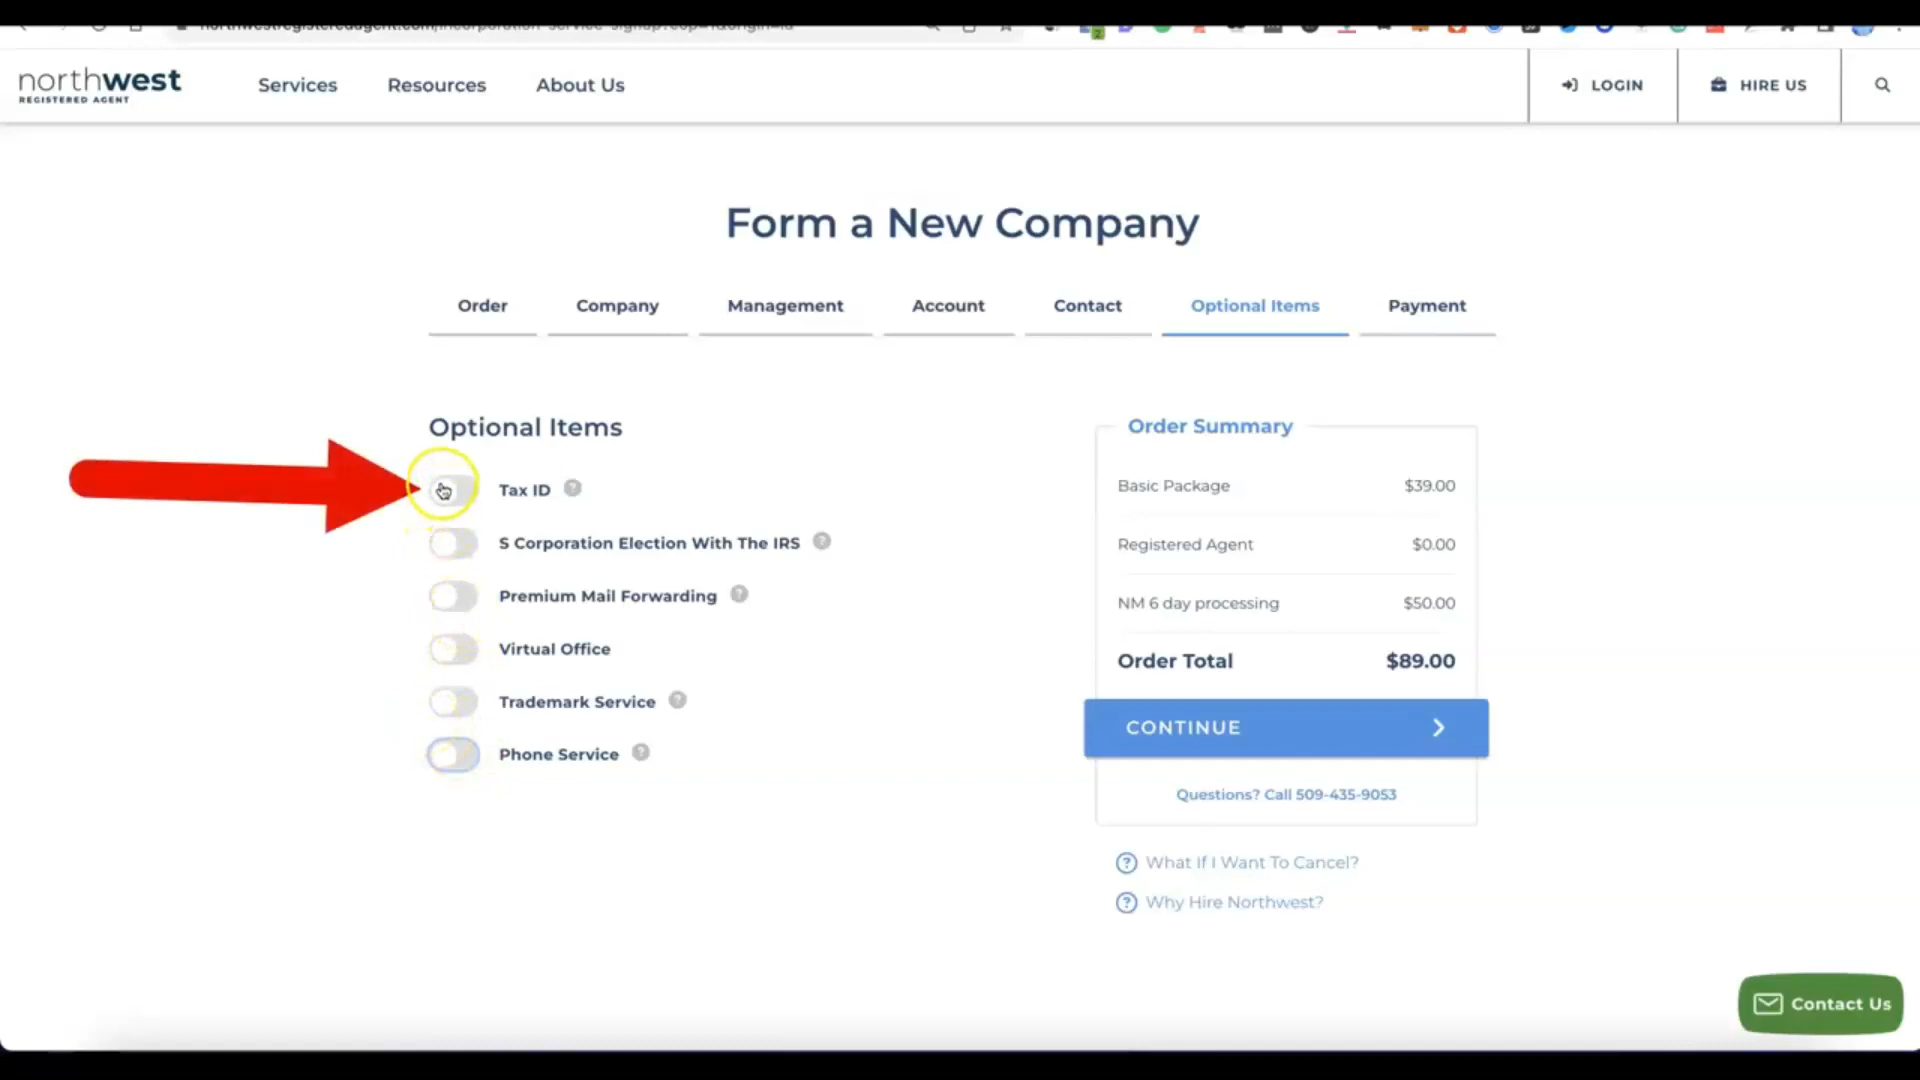 northwest
REGISTERED AGENT
Services
Resources
About Us
LOGIN
HIRE US
Form a New Company
Order
Company
Management
Account
Contact
Optional Items
Payment
Optional Items
Tax ID ?
S Corporation Election With The IRS ?
Premium Mail Forwarding ?
Virtual Office
Trademark Service ?
Phone Service ?
Order Summary
Basic Package $39.00
Registered Agent $0.00
NM 6 day processing $50.00
Order Total $89.00
CONTINUE
Questions? Call 509-435-9053
? What If I Want To Cancel?
? Why Hire Northwest?
Contact Us